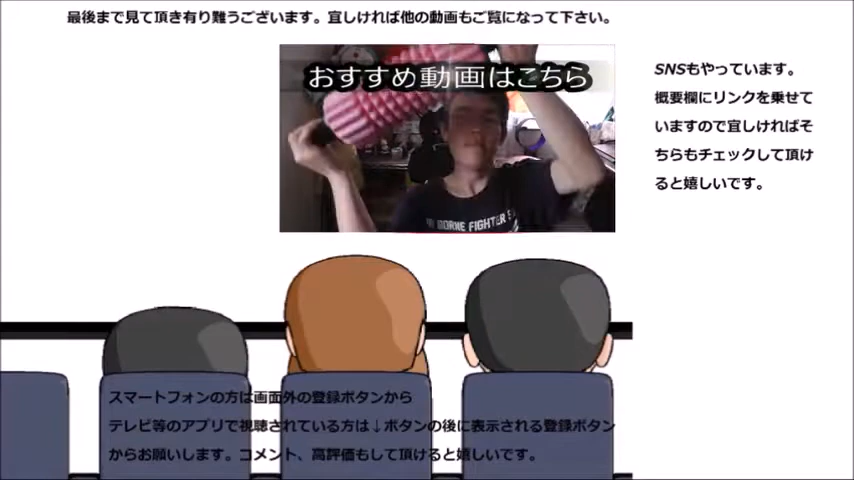 最後まで見て頂き有り難うございます。宜しければ他の動画もご覧になって下さい。
おすすめ動画はこちら
SNSもやっています。
概要欄にリンクを乗せて
いますので宜しければそ
ちらもチェックして頂け
ると嬉しいです。
FIGHTER
スマートフォンの方は画面外の登録ボタンから
テレビ等のアプリで視聴されている方は↓ボタンの後に表示される登録ボタン
からお願いします。コメント、高評価もして頂けると嬉しいです。